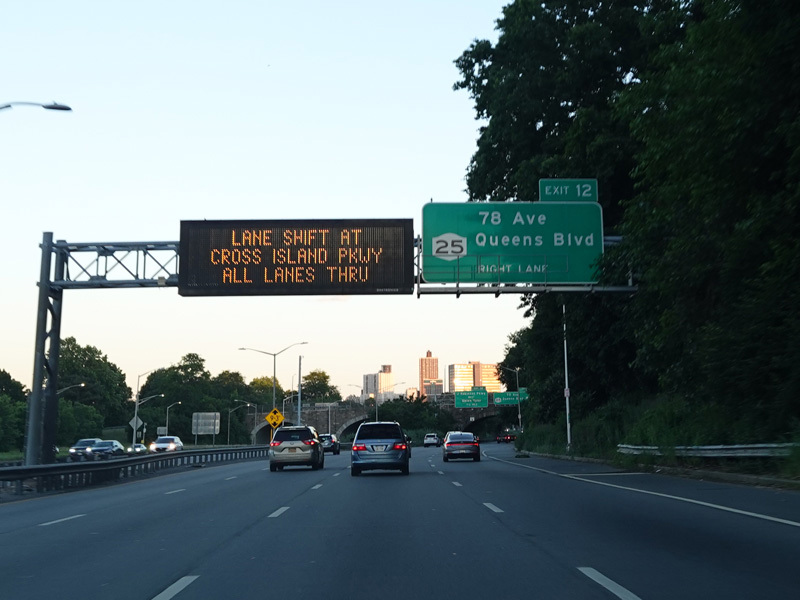 LANE SHIFT AT
CROSS ISLAND PKWY
ALL LANES THRU
EXIT 12
78 Ave
25
Queens Blvd
RIGHT LANE